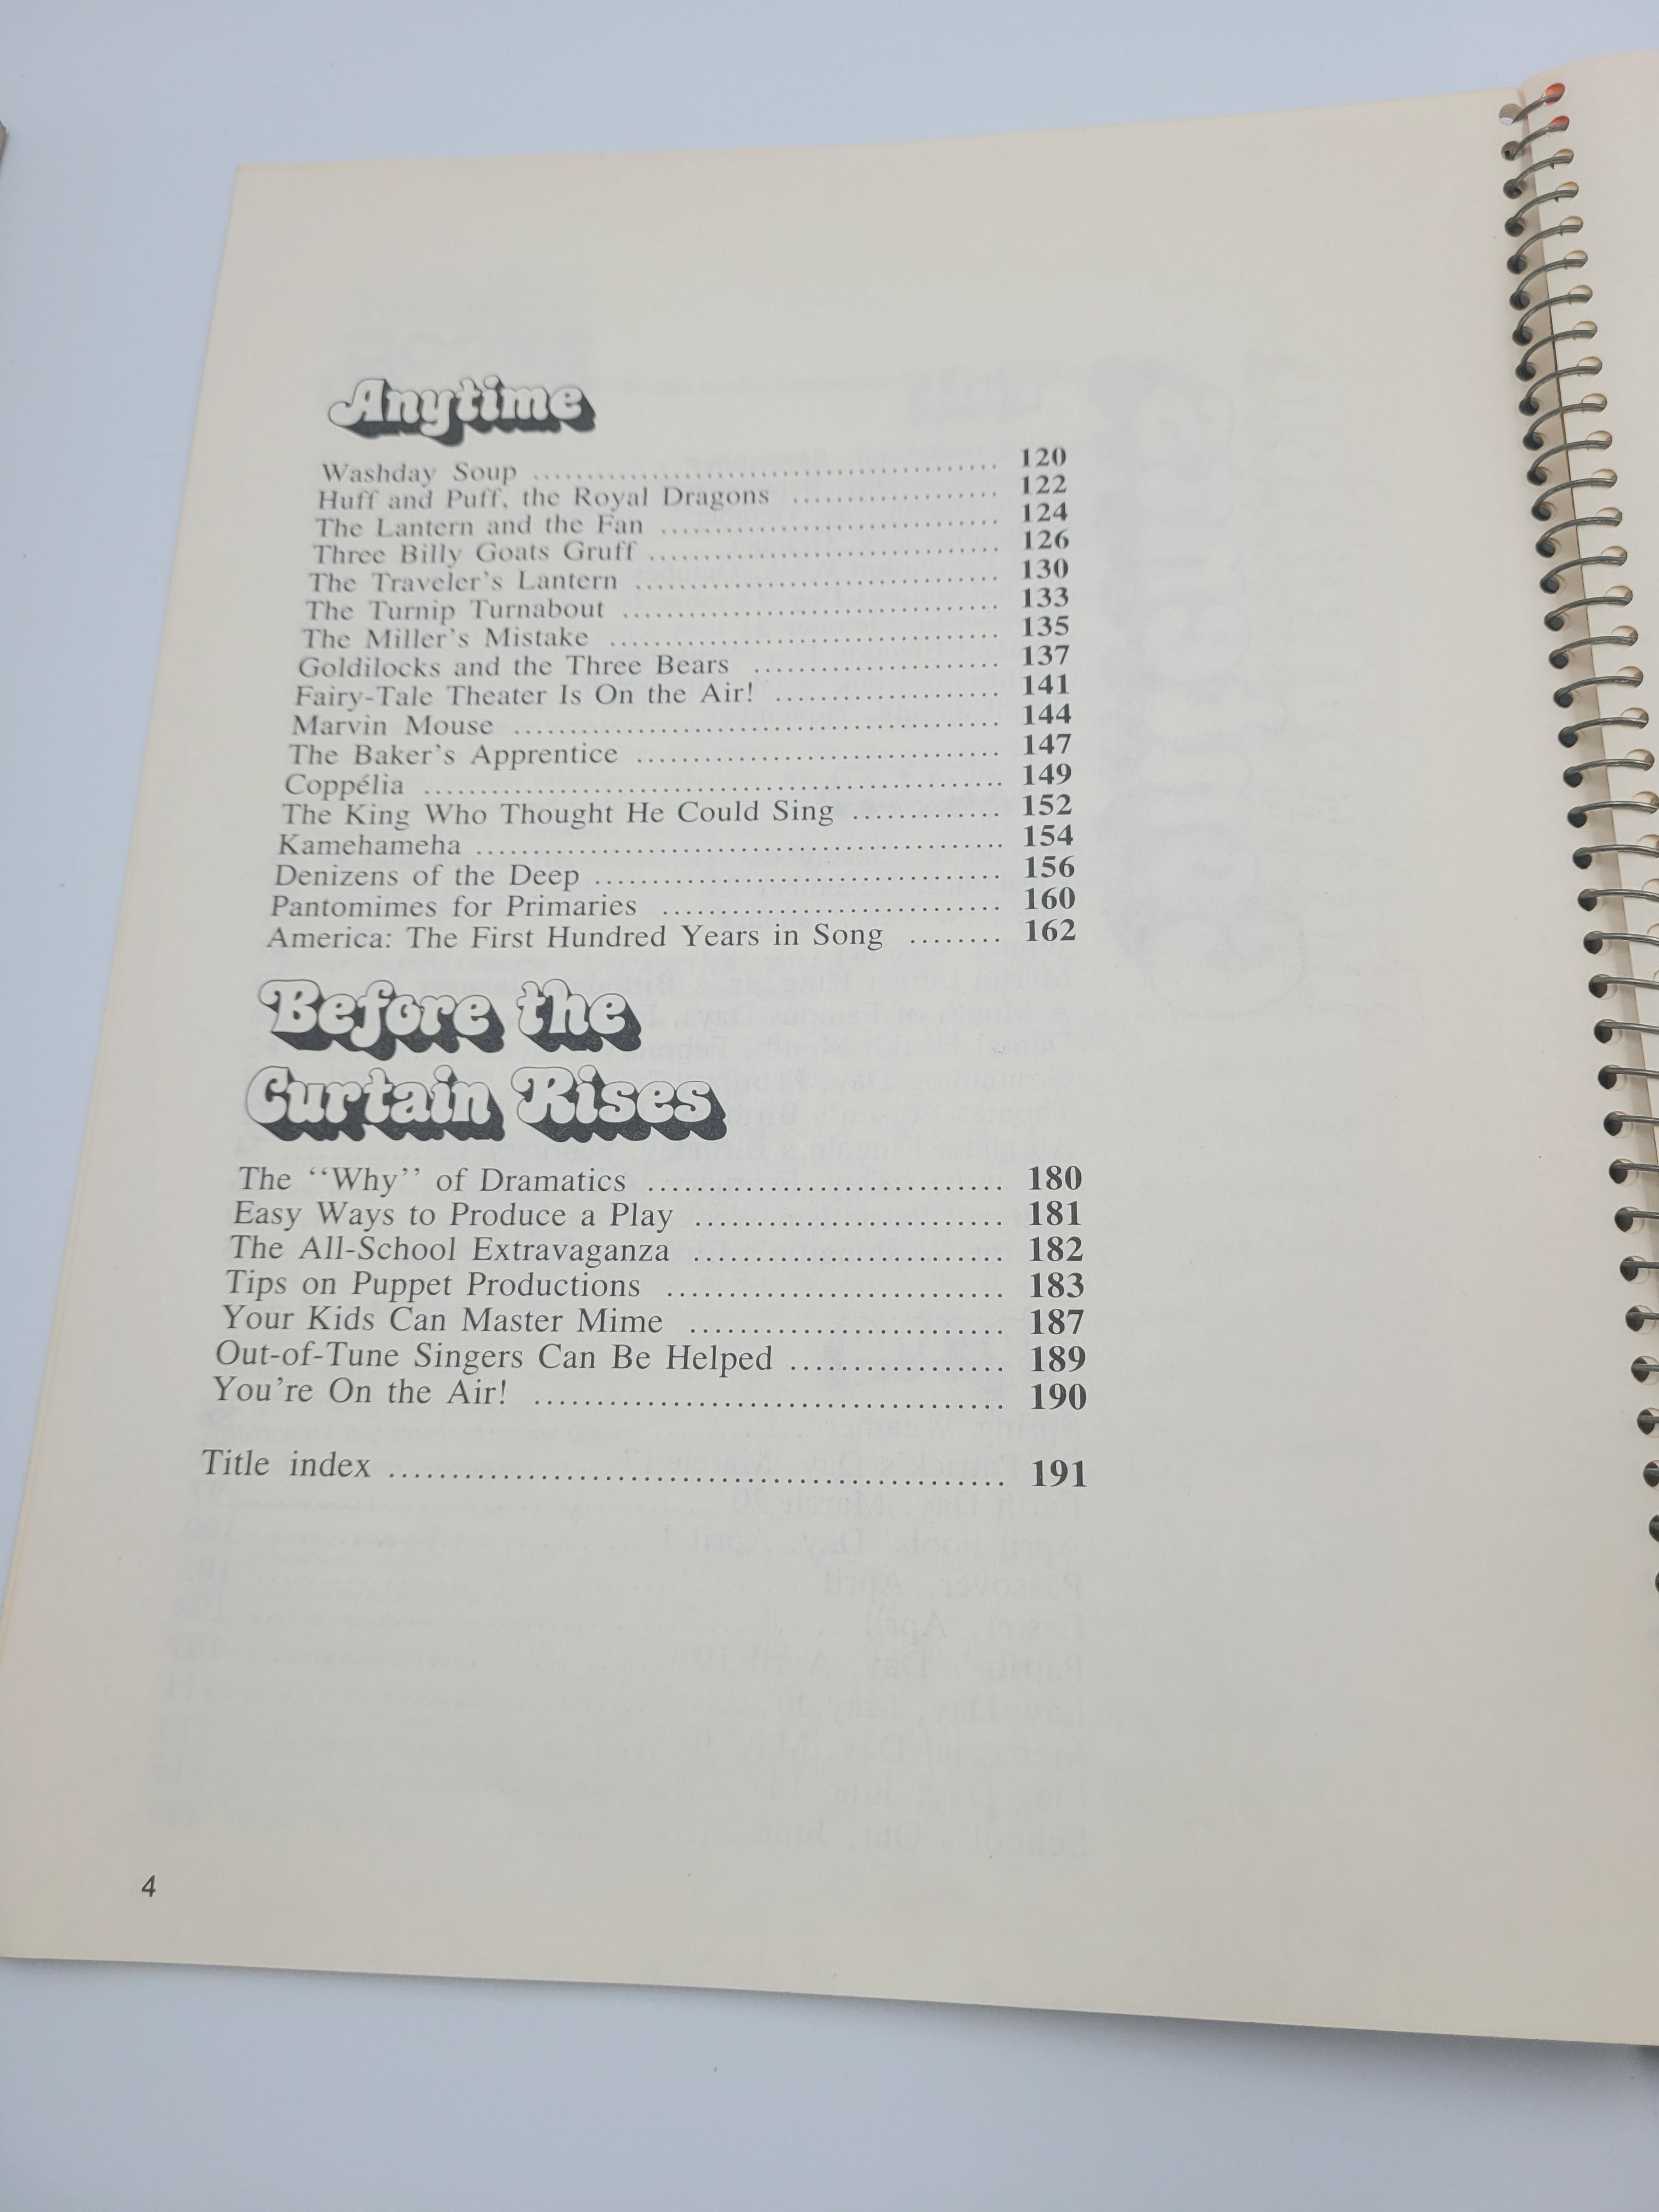 Anytime
Washday Soup ........................................... 120
Huff and Puff, the Royal Dragons ................... 122
The Lantern and the Fan ............................... 124
Three Billy Goats Gruff ................................ 126
The Traveler's Lantern ................................. 130
The Turnip Turnabout .................................. 133
The Miller's Mistake ................................... 135
Goldilocks and the Three Bears ...................... 137
Fairy-Tale Theater Is On the Air! .................... 141
Marvin Mouse ........................................... 144
The Baker's Apprentice ................................ 147
Coppélia .................................................. 149
The King Who Thought He Could Sing ............. 152
Kamehameha ............................................. 154
Denizens of the Deep ................................... 156
Pantomimes for Primaries ............................. 160
America: The First Hundred Years in Song ........ 162
Before the
Curtain Rises
The “Why” of Dramatics ............................. 180
Easy Ways to Produce a Play ......................... 181
The All-School Extravaganza ......................... 182
Tips on Puppet Productions ........................... 183
Your Kids Can Master Mime .......................... 187
Out-of-Tune Singers Can Be Helped ................. 189
You're On the Air! ...................................... 190
Title index ................................................ 191
4